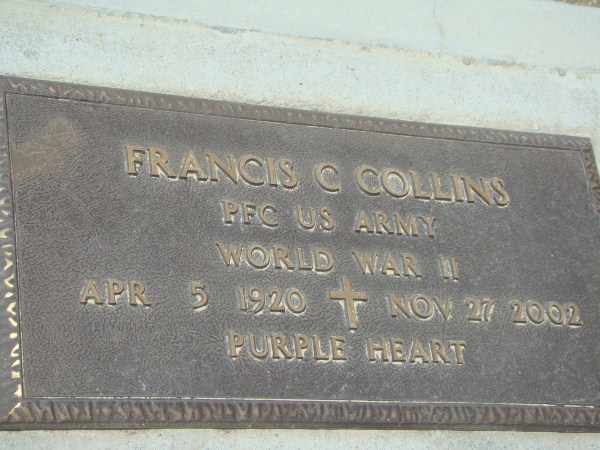 FRANCIS C COLLINS
PFC US ARMY
WORLD WAR II
APR 5 1920 NOV 27 2002
PURPLE HEART